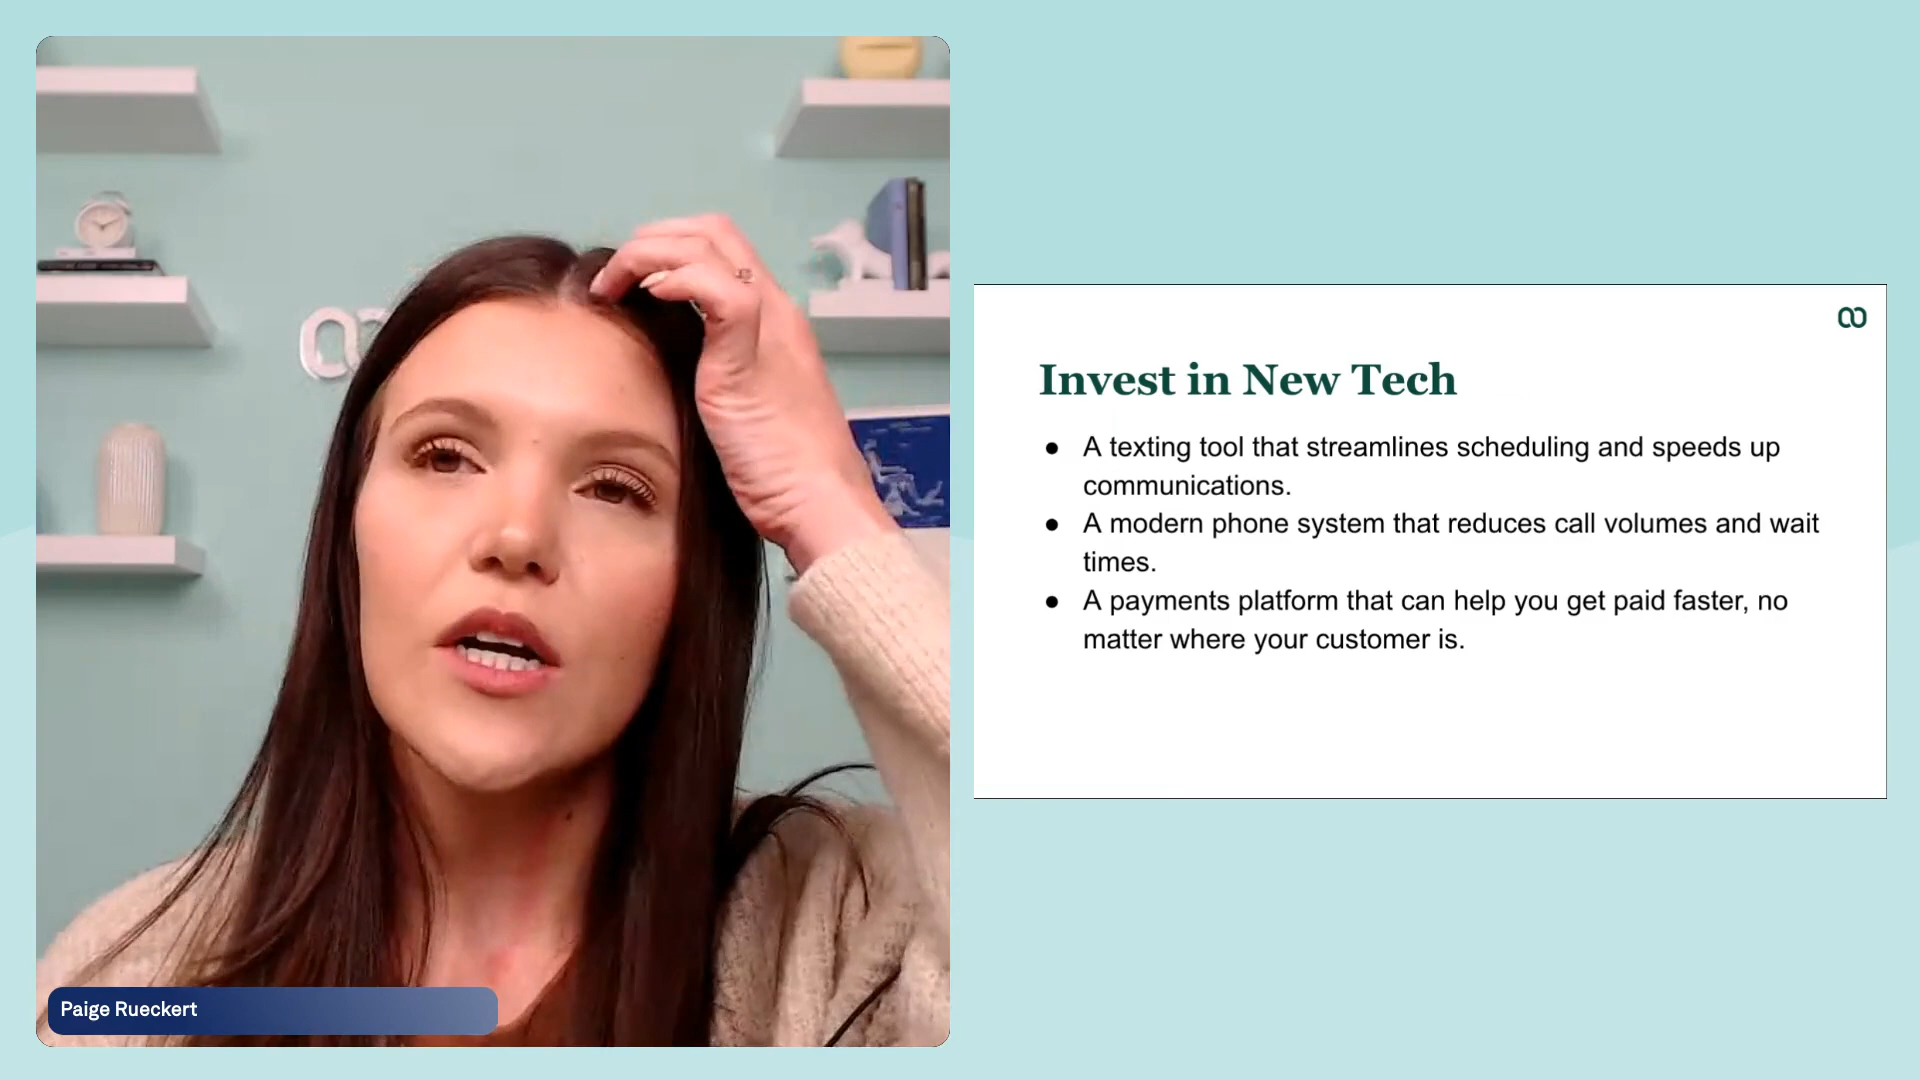 Invest in New Tech
● A texting tool that streamlines scheduling and speeds up
communications.
● A modern phone system that reduces call volumes and wait
times.
● A payments platform that can help you get paid faster, no
matter where your customer is.
Paige Rueckert